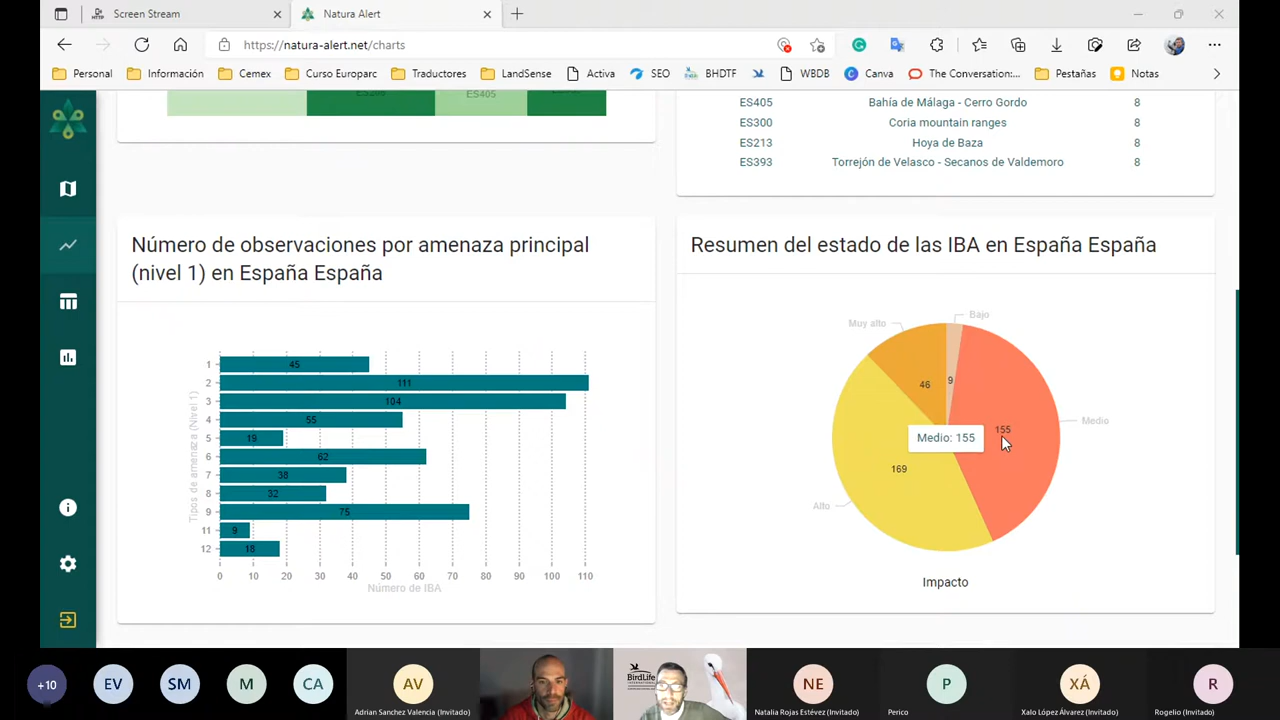 Screen Stream
Natura Alert
https://natura-alert.net/charts
Personal
Información
Cemex
Curso Europarc
Traductores
LandSense
Activa
SEO
BHDTF
WBDB
Canva
The Conversation:...
Pestañas
Notas
ES405
ES405 Bahía de Málaga - Cerro Gordo 8
ES300 Coria mountain ranges 8
ES213 Hoya de Baza 8
ES393 Torrejón de Velasco - Secanos de Valdemoro 8
Número de observaciones por amenaza principal
(nivel 1) en España España
Tipos de amenaza (Nivel 1)
1 45
2 111
3 104
4 55
5 19
6 62
7 38
8 32
9 75
11 9
12 18
0 10 20 30 40 50 60 70 80 90 100 110
Número de IBA
Resumen del estado de las IBA en España España
Bajo
Muy alto
9
46
Medio
155
Medio: 155
169
Alto
Impacto
+10
EV
SM
M
CA
AV
Adrian Sanchez Valencia (Invitado)
BirdLife
INTERNATIONAL
NE
Natalia Rojas Estévez (Invitado)
P
Perico
XÁ
Xalo López Álvarez (Invitado)
R
Rogelio (Invitado)